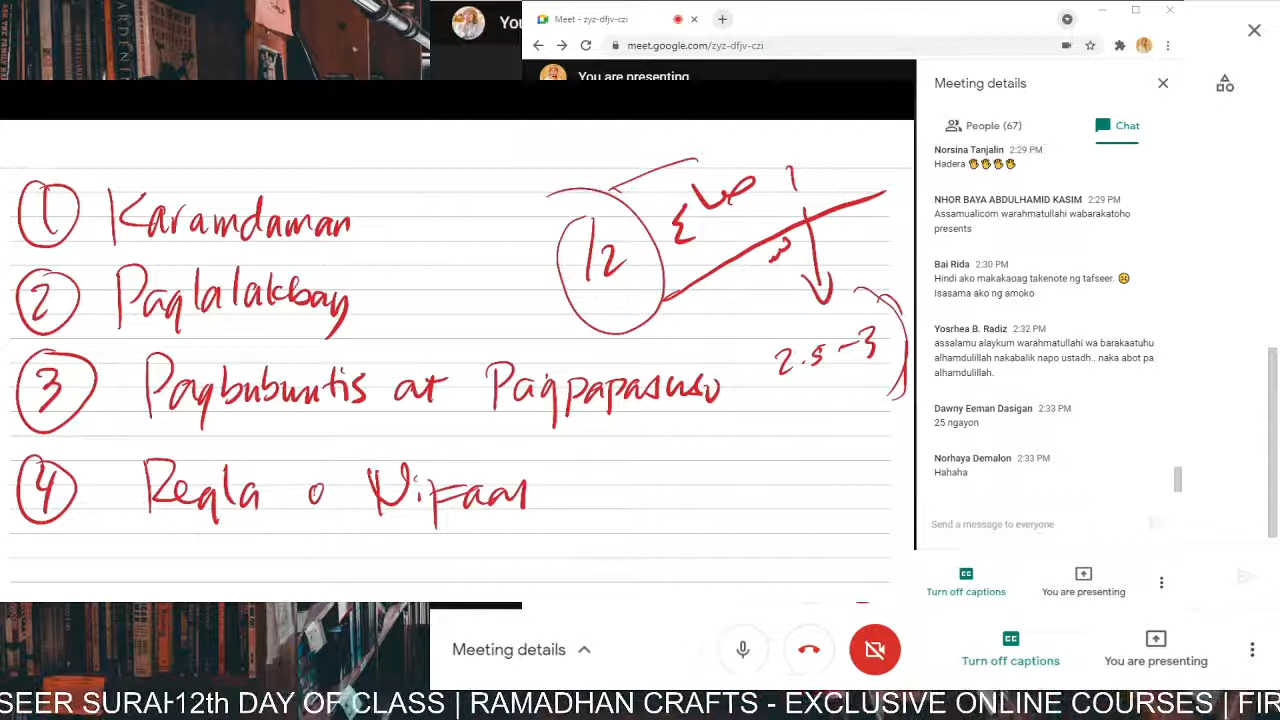 Meet - zyz-dfjv-czi
meet.google.com/zyz-dfjv-czi
You are presenting
Meeting details
People (67)
Chat
Norsina Tanjalin 2:29 PM
Hadera 🖐🖐🖐🖐
NHOR BAYA ABDULHAMID KASIM 2:29 PM
Assamualicom warahmatullahi wabarakatoho
presents
Bai Rida 2:30 PM
Hindi ako makakaoag takenote ng tafseer. 😢
Isasama ako ng amoko
Yosrhea B. Radiz 2:32 PM
assalamu alaykum warahmatullahi wa barakaatuhu
alhamdulillah nakabalik napo ustadh.. naka abot pa
alhamdulillah.
Dawny Eeman Dasigan 2:33 PM
25 ngayon
Norhaya Demalon 2:33 PM
Hahaha
Send a message to everyone
Turn off captions
You are presenting
1 Karamdaman
2 Paglalakbay
3 Pagbubuntis at Pagpapasuso
4 Regla o Nifaas
12
2.5 - 3
Meeting details
Turn off captions
You are presenting
SEER SURAH-12th DAY OF CLASS | RAMADHAN CRAFTS - EXCLUSIVE ONLINE COURSES | FIR